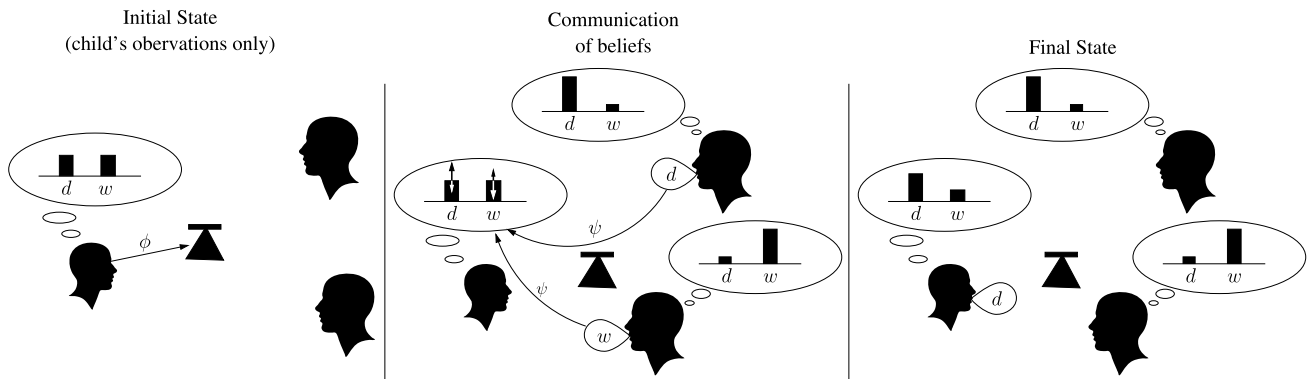 Initial State
(child's obervations only)
d w
ϕ
Communication
of beliefs
d w
d
d w
ψ
d w
ψ
w
Final State
d w
d w
d w
d